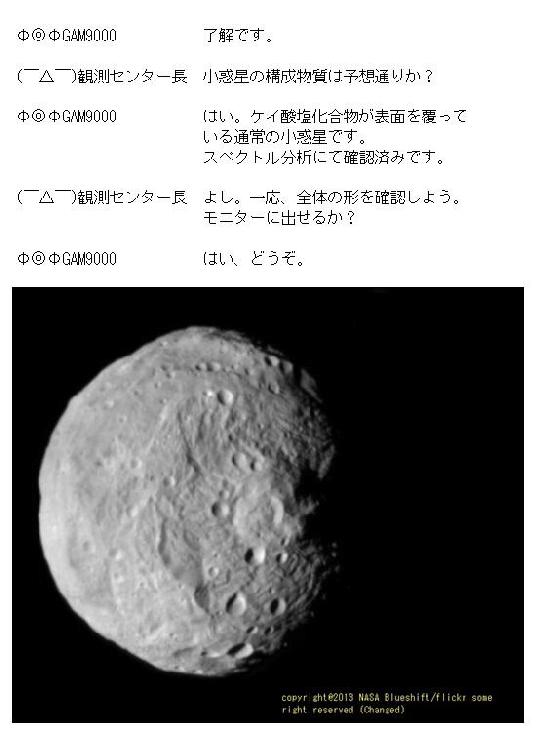 Φ◎ΦGAM9000 了解です。
(￣△￣)観測センター長 小惑星の構成物質は予想通りか？
Φ◎ΦGAM9000 はい。ケイ酸塩化合物が表面を覆って
いる通常の小惑星です。
スペクトル分析にて確認済みです。
(￣△￣)観測センター長 よし。一応、全体の形を確認しよう。
モニターに出せるか？
Φ◎ΦGAM9000 はい、どうぞ。
copyr ght@2013 NASA Blueshift/flickr some
right reserved (Changed)